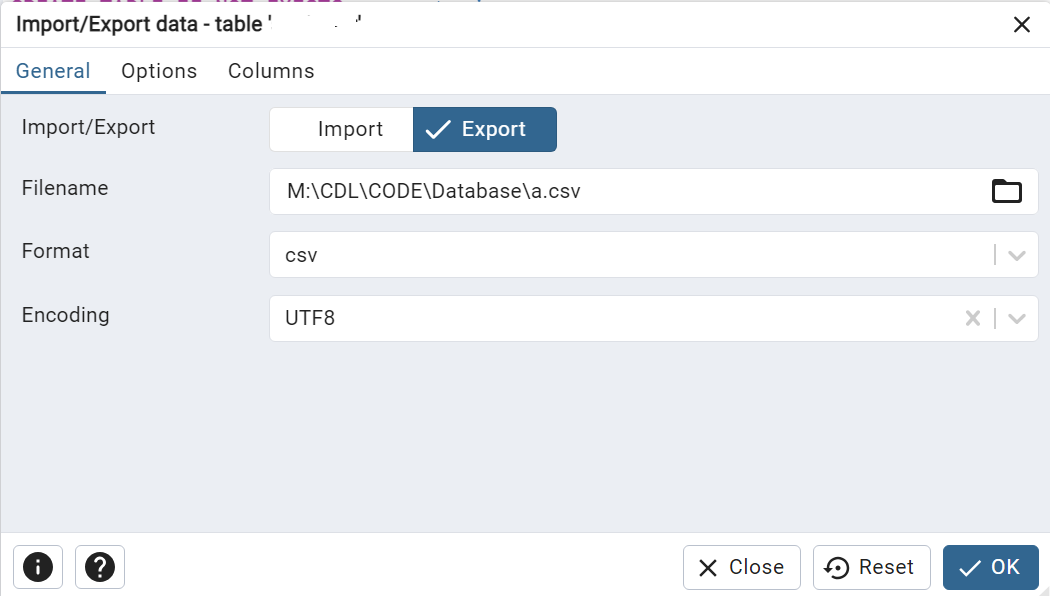 Import/Export data - table '
General Options Columns
Import/Export Import Export
Filename M:\CDL\CODE\Database\a.csv
Format csv
Encoding UTF8
Close Reset OK